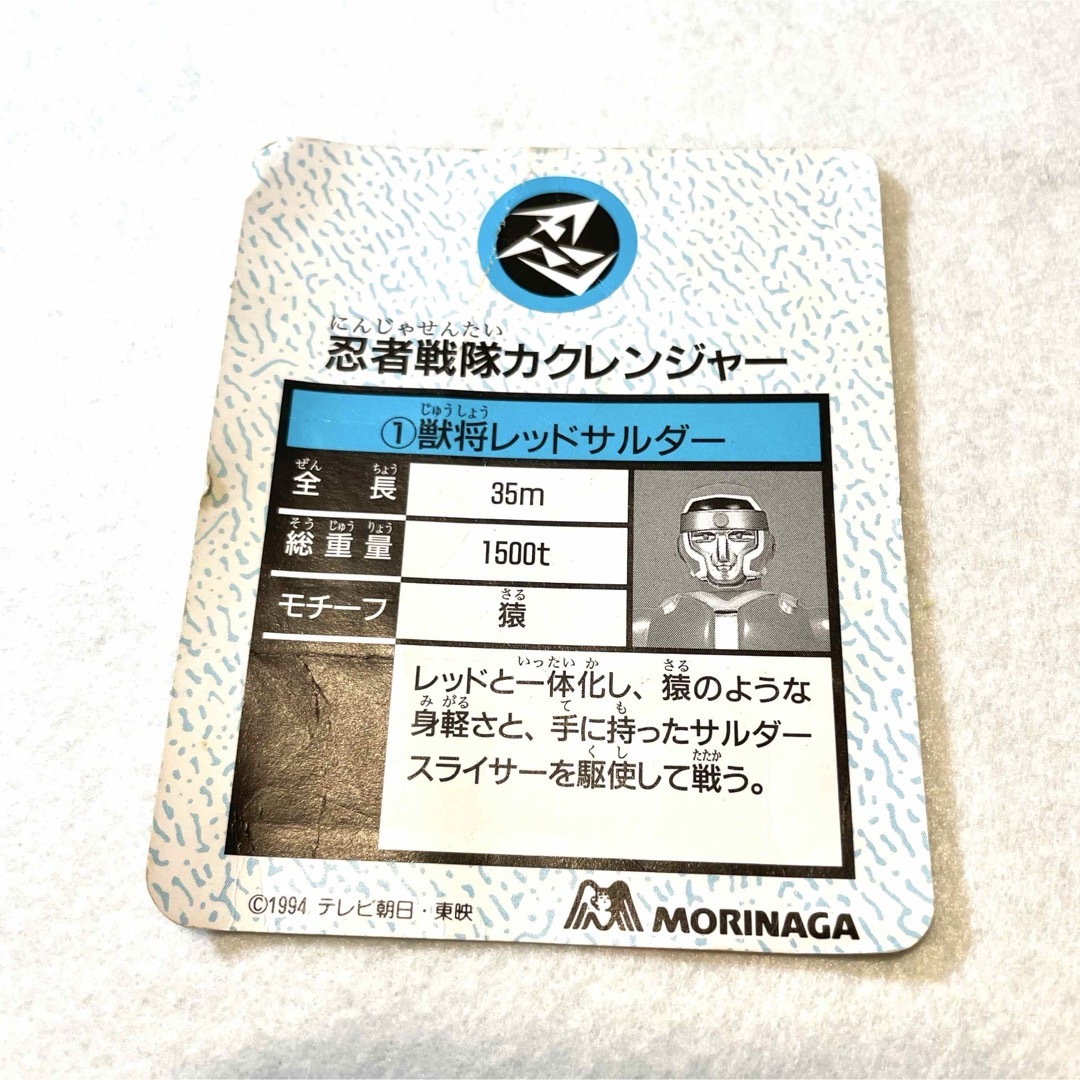 忍
にんじゃせんたい
忍者戦隊カクレンジャー
じゅうしょう
①獣将レッドサルダー
ぜん ちょう
全長 35m
そう じゅう りょう
総重量 1500t
さる
モチーフ 猿
いったい か さる
レッドと一体化し、猿のような
み がる て も
身軽さと、手に持ったサルダー
く し たたか
スライサーを駆使して戦う。
©1994 テレビ朝日・東映
MORINAGA